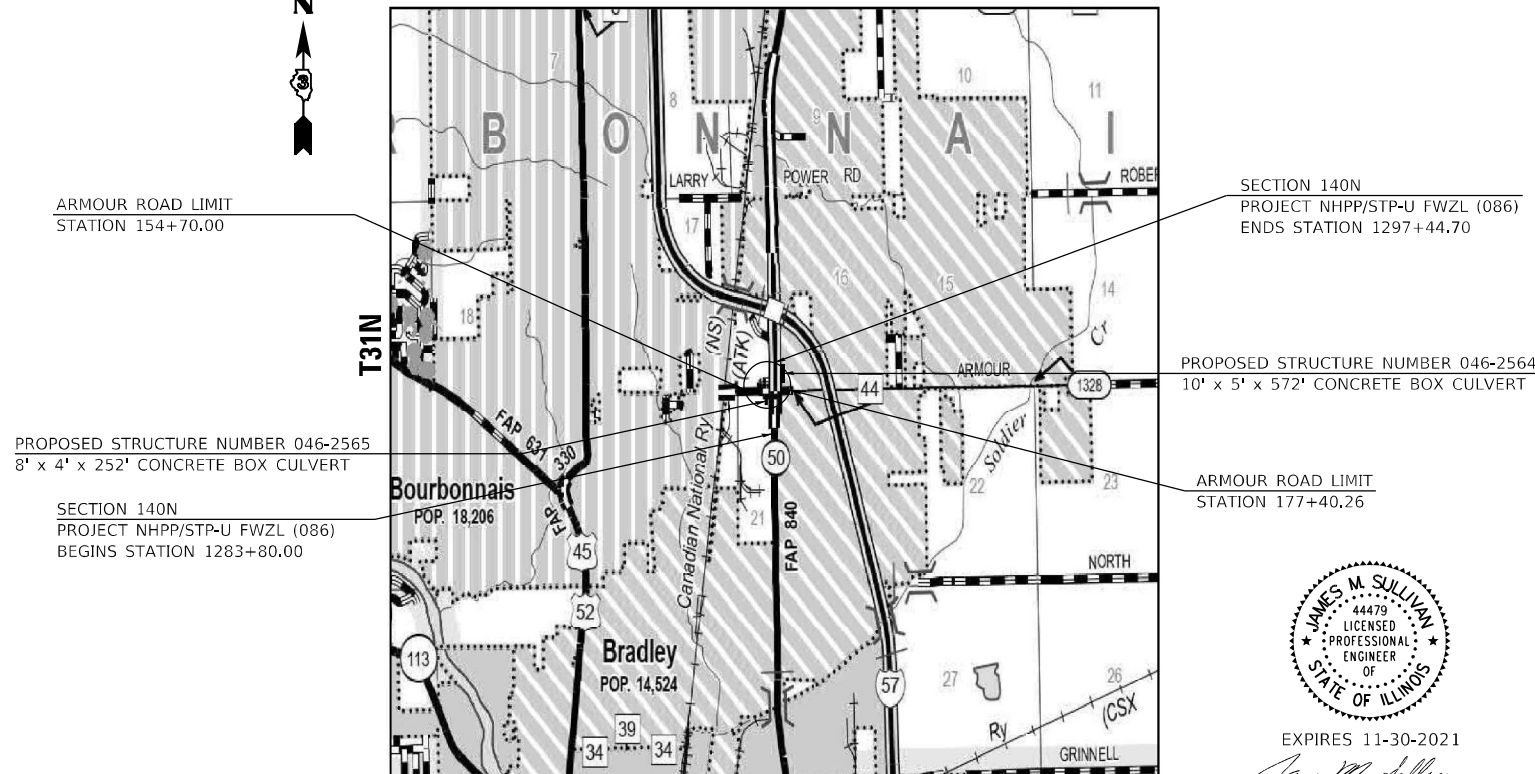 N
3
7
8
9
10
11
B O N N A I
LARRY
POWER RD
ROBER
ARMOUR ROAD LIMIT
STATION 154+70.00
SECTION 140N
PROJECT NHPP/STP-U FWZL (086)
ENDS STATION 1297+44.70
17
16
15
14
18
T31N
(NS)
(ATK)
Cr
ARMOUR
1328
44
PROPOSED STRUCTURE NUMBER 046-2564
10' x 5' x 572' CONCRETE BOX CULVERT
FAP 631
330
FAP
50
Soldier
PROPOSED STRUCTURE NUMBER 046-2565
8' x 4' x 252' CONCRETE BOX CULVERT
Bourbonnais
POP. 18,206
22
23
21
ARMOUR ROAD LIMIT
STATION 177+40.26
SECTION 140N
PROJECT NHPP/STP-U FWZL (086)
BEGINS STATION 1283+80.00
Canadian National Ry
FAP 840
45
52
NORTH
113
Bradley
POP. 14,524
57
27
26
39
34
34
Ry
(CSX
GRINNELL
JAMES M. SULLIVAN
44479
LICENSED
PROFESSIONAL
ENGINEER
OF
STATE OF ILLINOIS
EXPIRES 11-30-2021